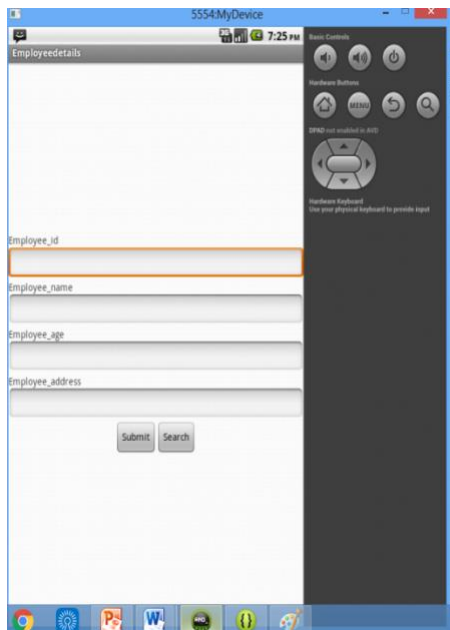 5554:MyDevice
3G
7:25 PM
Employeedetails
Employee_id
Employee_name
Employee_age
Employee_address
Submit
Search
Basic Controls
Hardware Buttons
MENU
DPAD not enabled in AVD
Hardware Keyboard
Use your physical keyboard to provide input